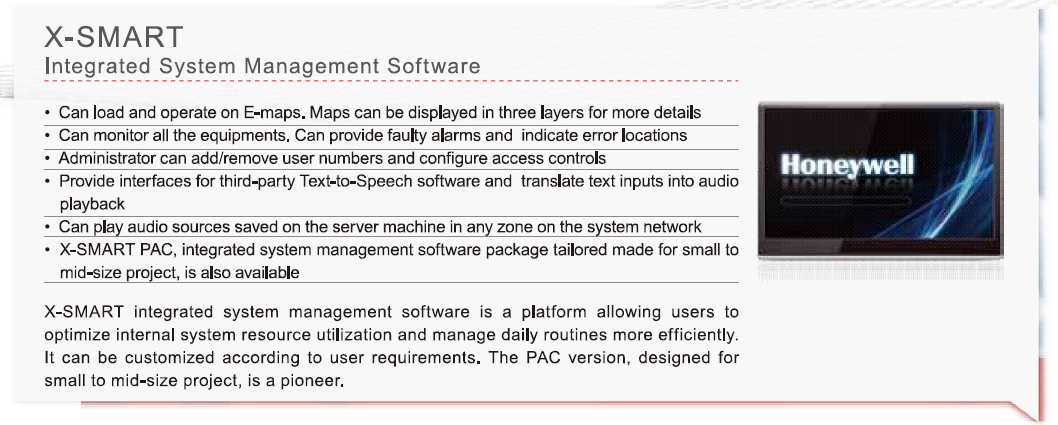 X-SMART
Integrated System Management Software
• Can load and operate on E-maps. Maps can be displayed in three layers for more details
• Can monitor all the equipments. Can provide faulty alarms and indicate error locations
• Administrator can add/remove user numbers and configure access controls
• Provide interfaces for third-party Text-to-Speech software and translate text inputs into audio
playback
• Can play audio sources saved on the server machine in any zone on the system network
• X-SMART PAC, integrated system management software package tailored made for small to
mid-size project, is also available
Honeywell
X-SMART integrated system management software is a platform allowing users to
optimize internal system resource utilization and manage daily routines more efficiently.
It can be customized according to user requirements. The PAC version, designed for
small to mid-size project, is a pioneer.